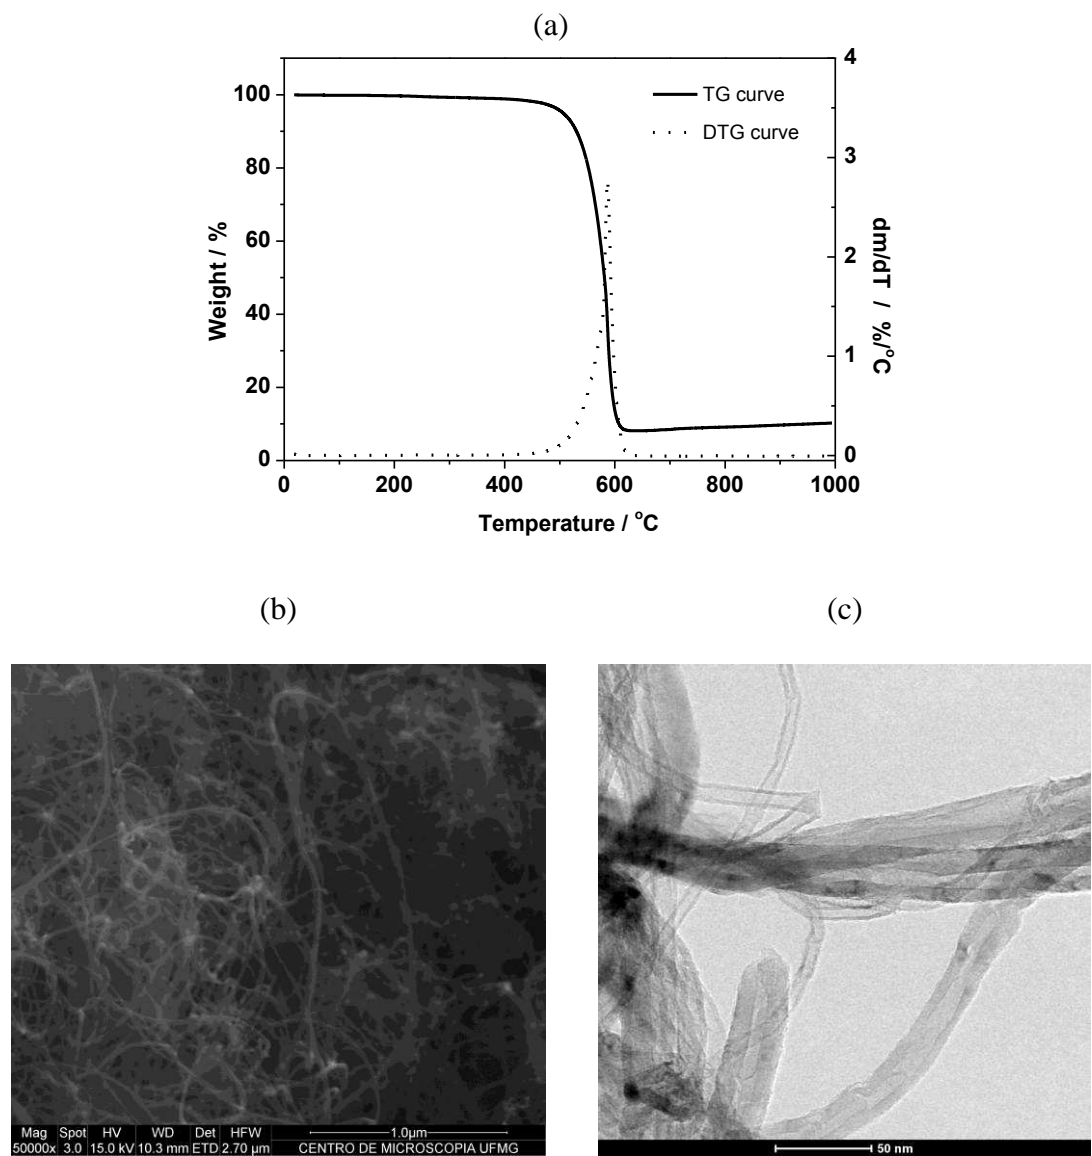 (a)
TG curve
DTG curve
100
80
60
40
20
0
Weight / %
4
3
2
1
0
dm/dT / %/°C
0 200 400 600 800 1000
Temperature / °C
(b) (c)
Mag Spot HV WD Det HFW 1.0µm
50000x 3.0 15.0 kV 10.3 mm ETD 2.70 µm CENTRO DE MICROSCOPIA UFMG
50 nm